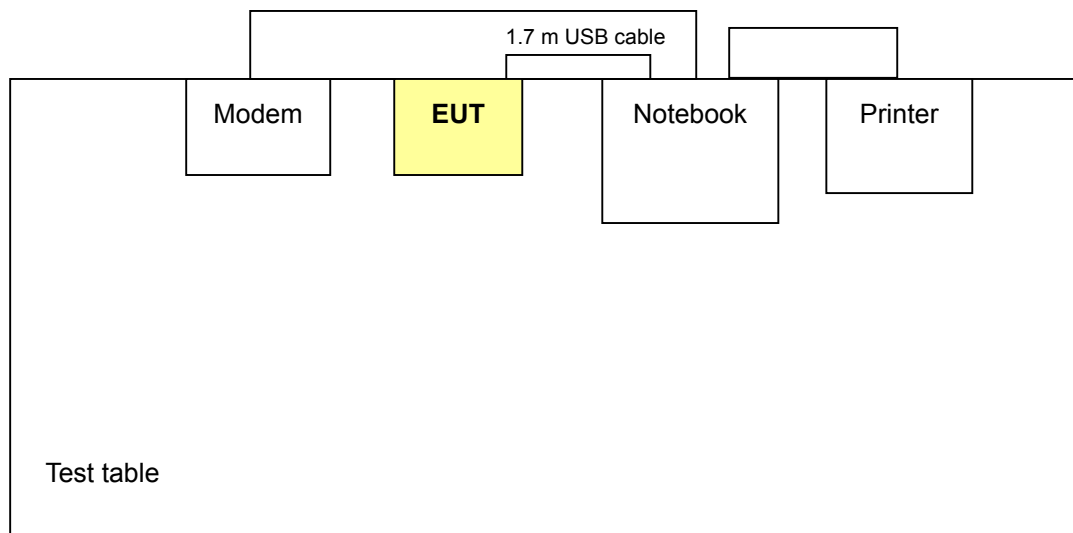 1.7 m USB cable
Modem
EUT
Notebook
Printer
Test table